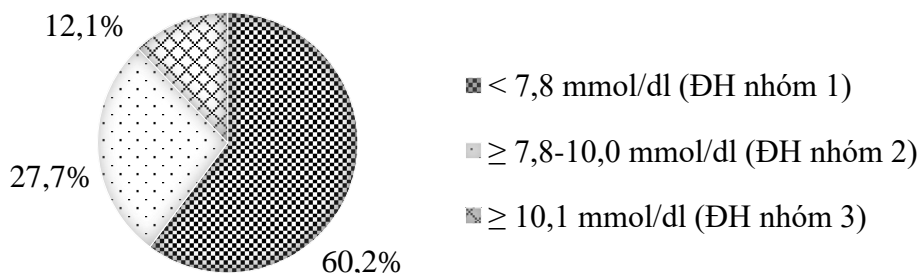 12,1%
27,7%
60,2%
< 7,8 mmol/dl (ĐH nhóm 1)
≥ 7,8-10,0 mmol/dl (ĐH nhóm 2)
≥ 10,1 mmol/dl (ĐH nhóm 3)